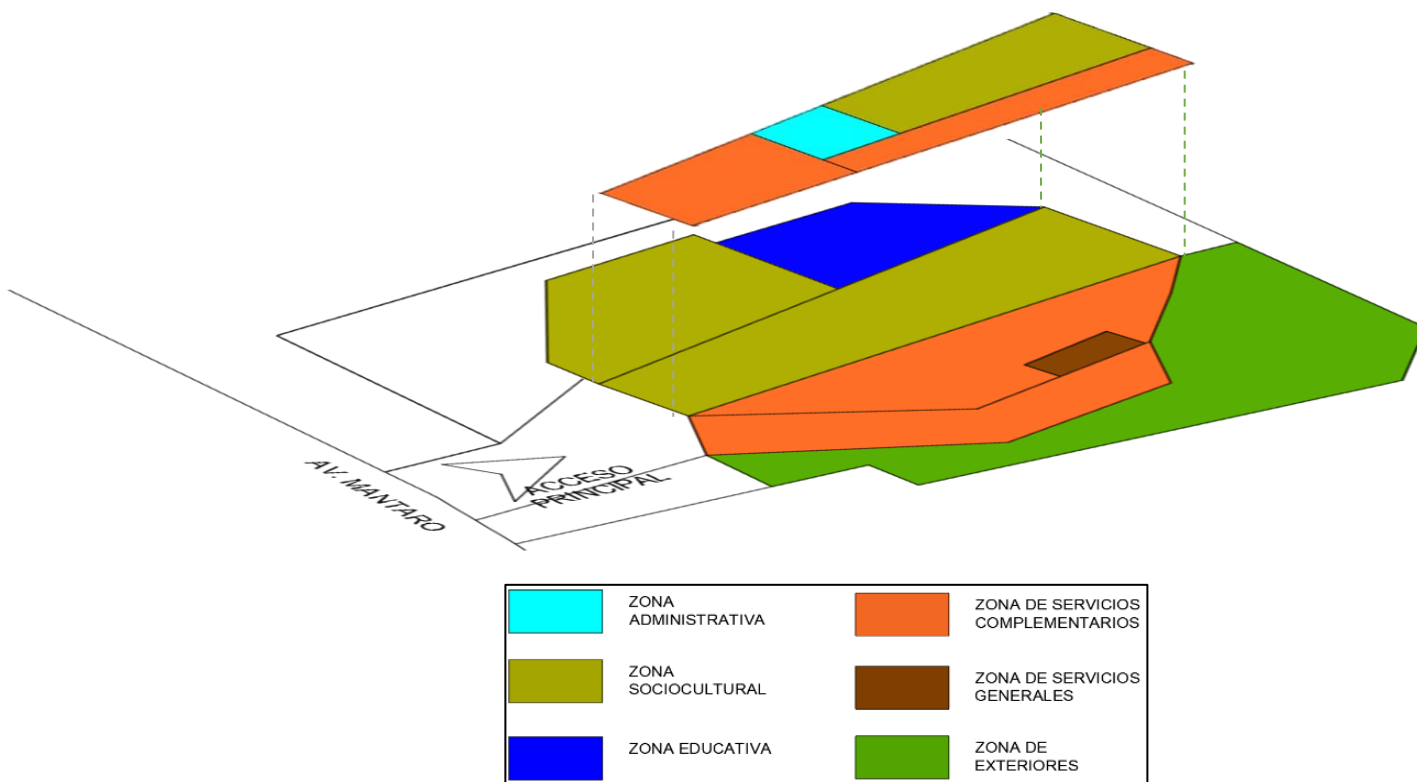 AV. MANTARO
ACCESO
PRINCIPAL
ZONA
ADMINISTRATIVA
ZONA DE SERVICIOS
COMPLEMENTARIOS
ZONA
SOCIOCULTURAL
ZONA DE SERVICIOS
GENERALES
ZONA EDUCATIVA
ZONA DE
EXTERIORES